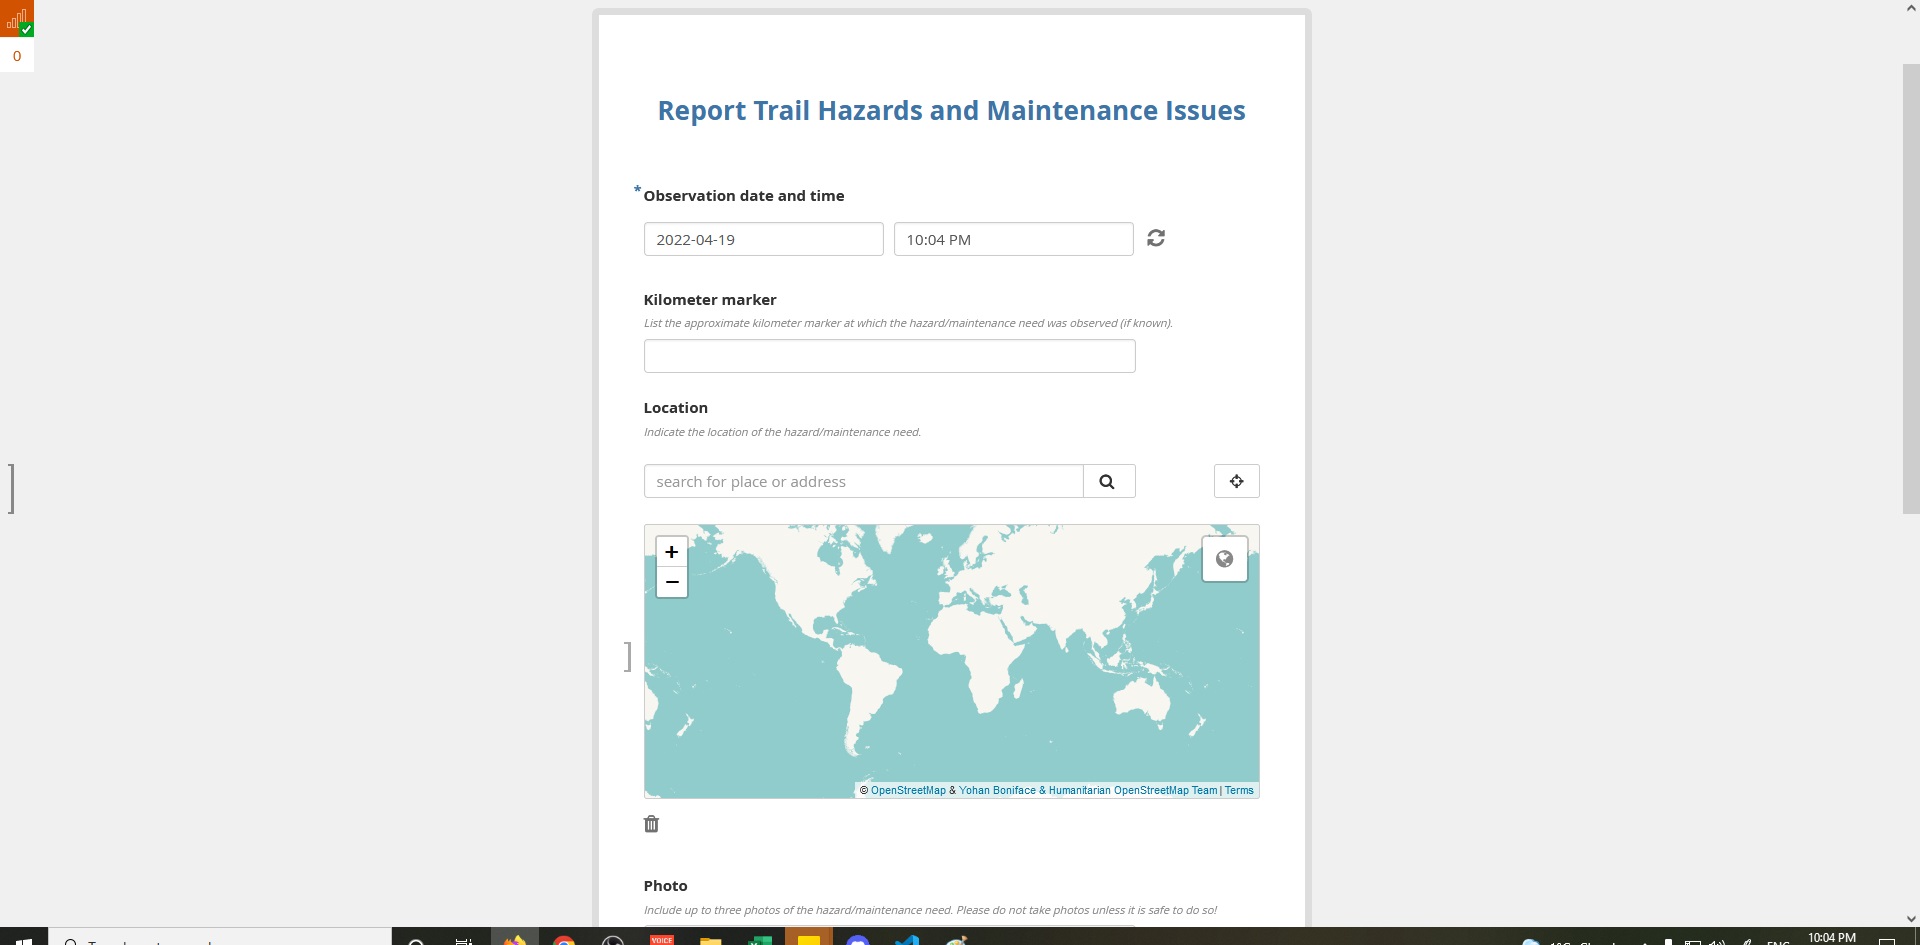 0
Report Trail Hazards and Maintenance Issues
* Observation date and time
2022-04-19 10:04 PM
Kilometer marker
List the approximate kilometer marker at which the hazard/maintenance need was observed (if known).
Location
Indicate the location of the hazard/maintenance need.
search for place or address
+
−
© OpenStreetMap & Yohan Boniface & Humanitarian OpenStreetMap Team | Terms
Photo
Include up to three photos of the hazard/maintenance need. Please do not take photos unless it is safe to do so!
VOICE
10:04 PM